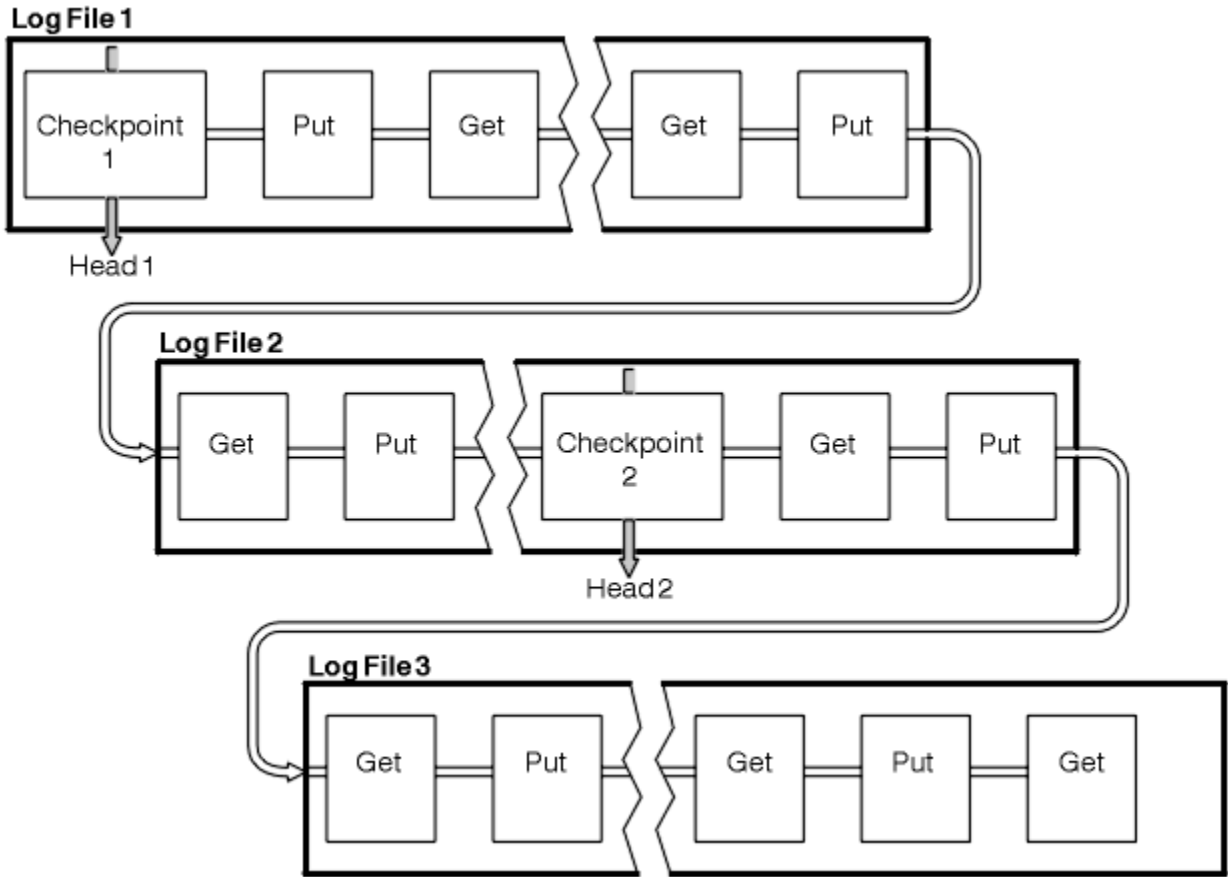 Log File 1
Checkpoint
1
Put
Get
Get
Put
Head 1
Log File 2
Get
Put
Checkpoint
2
Get
Put
Head 2
Log File 3
Get
Put
Get
Put
Get